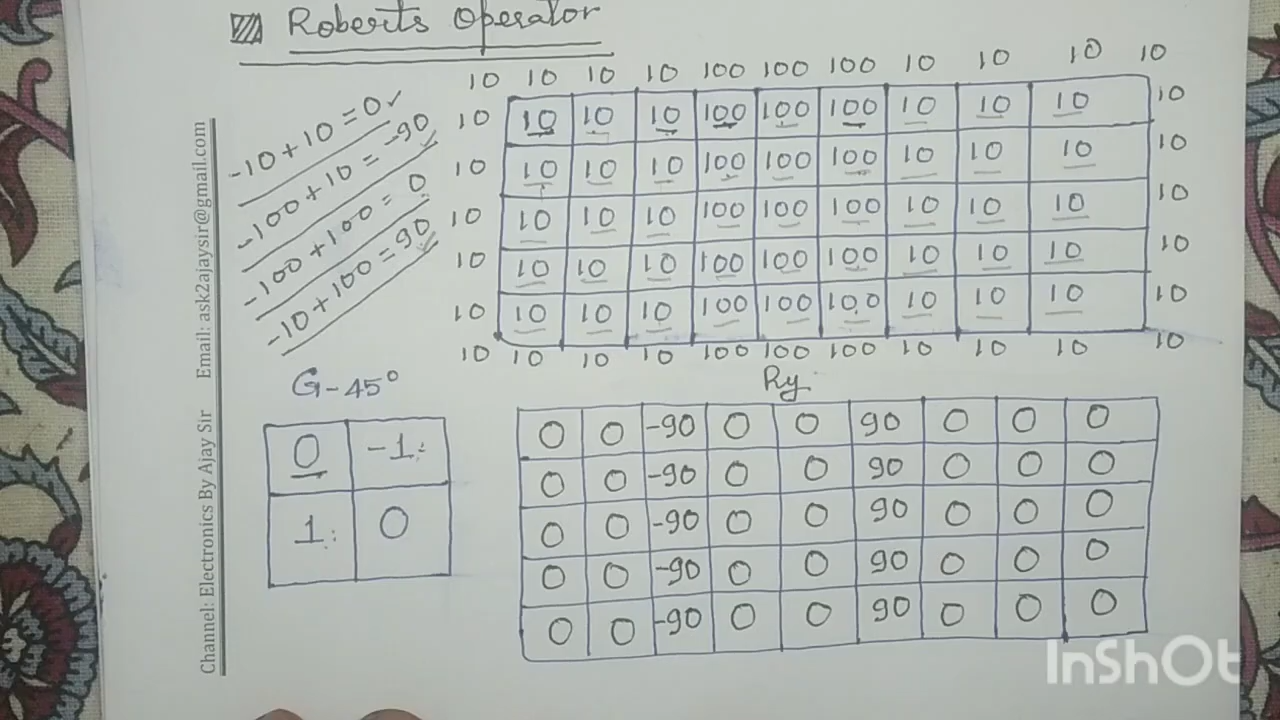 Roberts Operator
10 10 10 10 100 100 100 10 10 10 10
10 10 10 10 100 100 100 10 10 10 10
10 10 10 10 100 100 100 10 10 10 10
10 10 10 10 100 100 100 10 10 10 10
10 10 10 10 100 100 100 10 10 10 10
10 10 10 10 100 100 100 10 10 10 10
10 10 10 10 100 100 100 10 10 10 10
-10+10=0✓
-100+10=-90
-100+100=0
-10+100=90
G-45°
0 -1
1 0
Ry
0 0 -90 0 0 90 0 0 0
0 0 -90 0 0 90 0 0 0
0 0 -90 0 0 90 0 0 0
0 0 -90 0 0 90 0 0 0
0 0 -90 0 0 90 0 0 0
Channel: Electronics By Ajay Sir Email: ask2ajaysir@gmail.com
InShOt